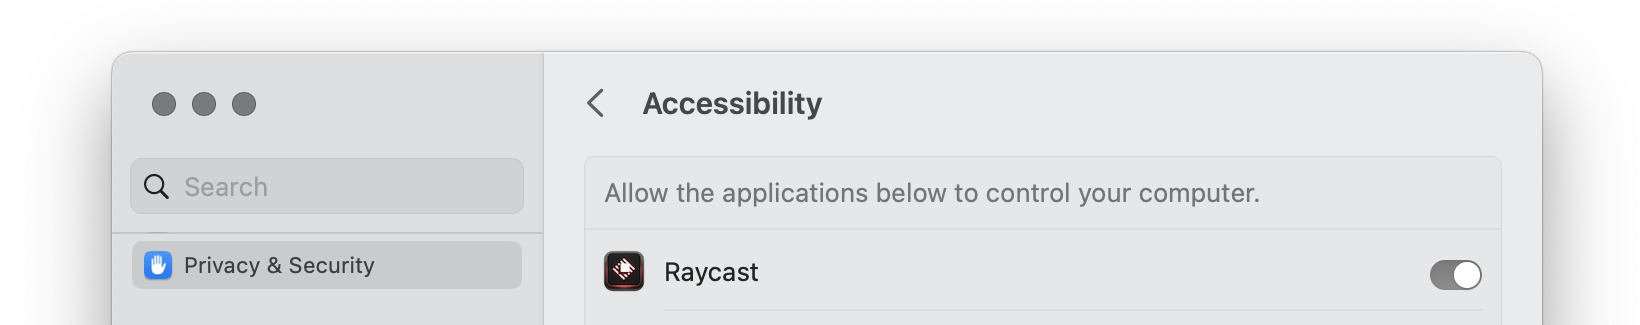 Accessibility
Search
Allow the applications below to control your computer.
Privacy & Security
Raycast